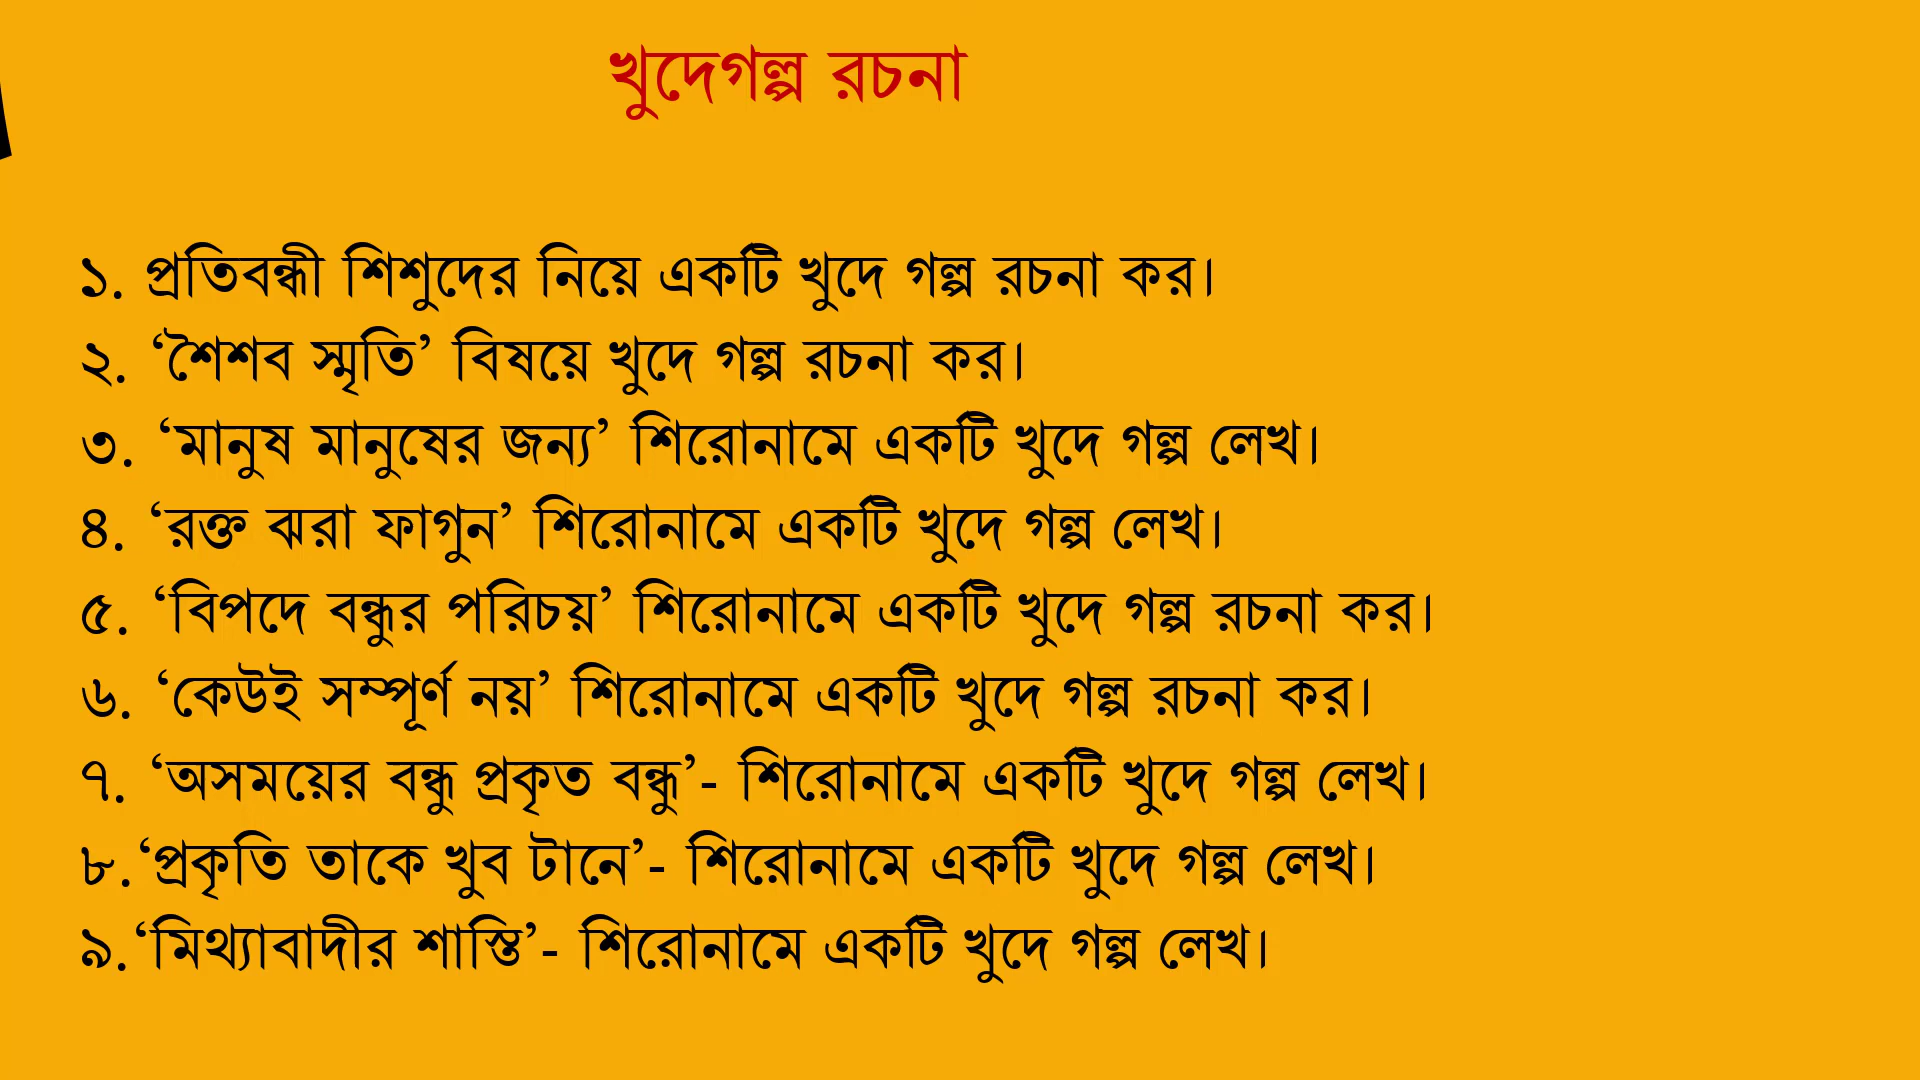 খুদেগল্প রচনা
১. প্রতিবন্ধী শিশুদের নিয়ে একটি খুদে গল্প রচনা কর।
২. ‘শৈশব স্মৃতি’ বিষয়ে খুদে গল্প রচনা কর।
৩. ‘মানুষ মানুষের জন্য’ শিরোনামে একটি খুদে গল্প লেখ।
৪. ‘রক্ত ঝরা ফাগুন’ শিরোনামে একটি খুদে গল্প লেখ।
৫. ‘বিপদে বন্ধুর পরিচয়’ শিরোনামে একটি খুদে গল্প রচনা কর।
৬. ‘কেউই সম্পূর্ণ নয়’ শিরোনামে একটি খুদে গল্প রচনা কর।
৭. ‘অসময়ের বন্ধু প্রকৃত বন্ধু’- শিরোনামে একটি খুদে গল্প লেখ।
৮.‘প্রকৃতি তাকে খুব টানে’- শিরোনামে একটি খুদে গল্প লেখ।
৯.‘মিথ্যাবাদীর শাস্তি’- শিরোনামে একটি খুদে গল্প লেখ।